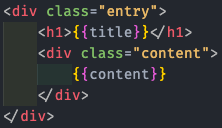 <div class="entry">
    <h1>{{title}}</h1>
    <div class="content">
        {{content}}
    </div>
</div>